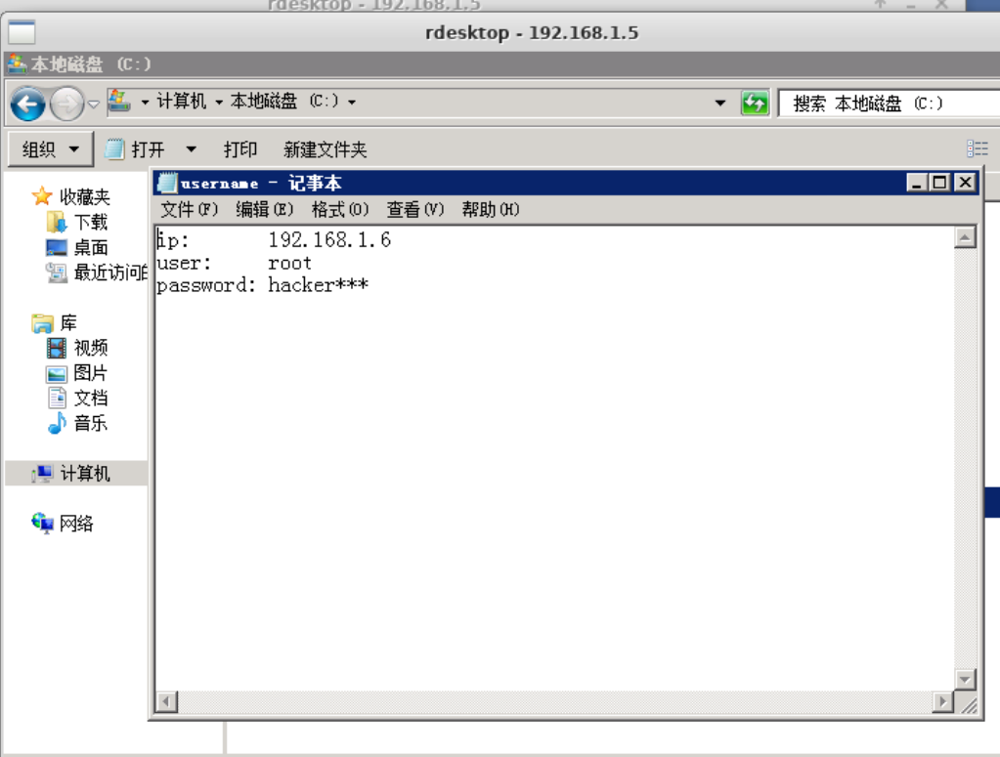 rdesktop - 192.168.1.5
rdesktop - 192.168.1.5
本地磁盘 (C:)
计算机 本地磁盘 (C:)
搜索 本地磁盘 (C:)
组织 打开 打印 新建文件夹
收藏夹
下载
桌面
最近访问的
库
视频
图片
文档
音乐
计算机
网络
username - 记事本
文件(F) 编辑(E) 格式(O) 查看(V) 帮助(H)
ip: 192.168.1.6
user: root
password: hacker***